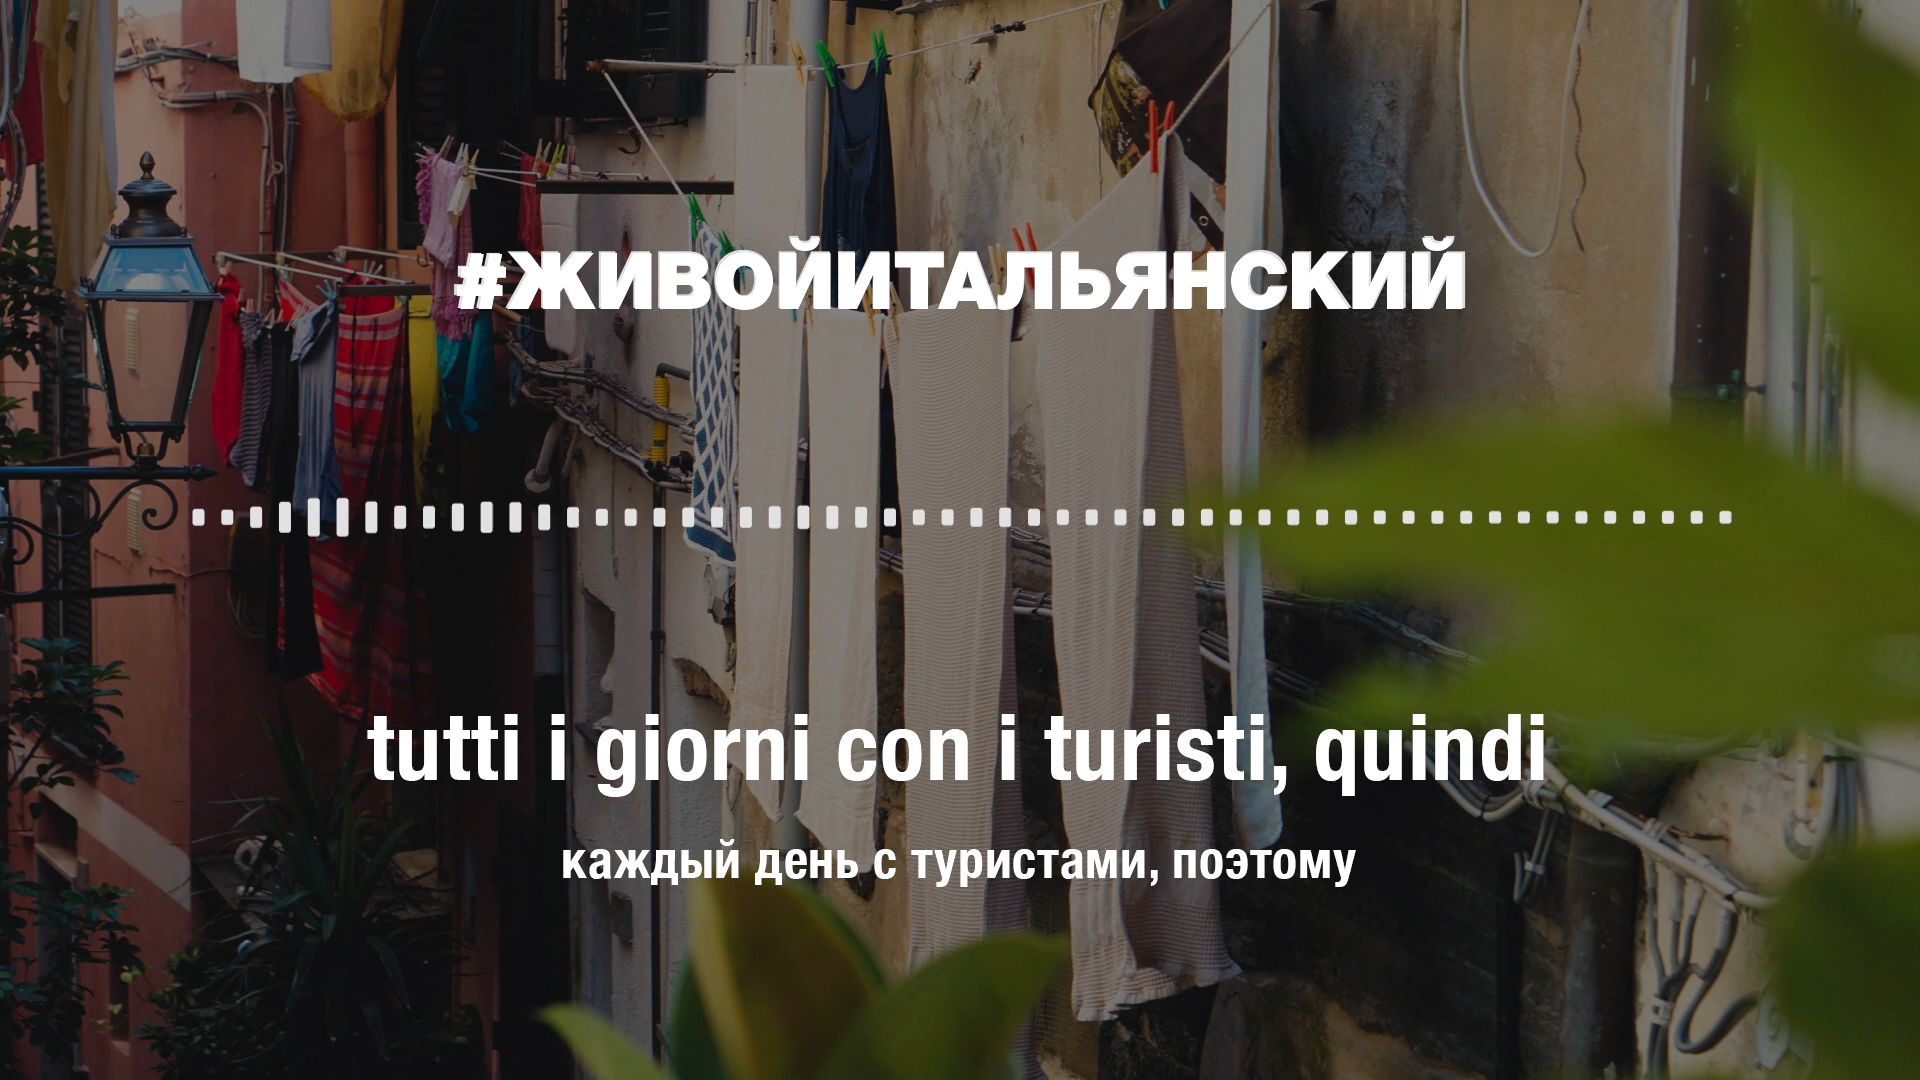 #ЖИВОЙИТАЛЬЯНСКИЙ
tutti i giorni con i turisti, quindi
каждый день с туристами, поэтому